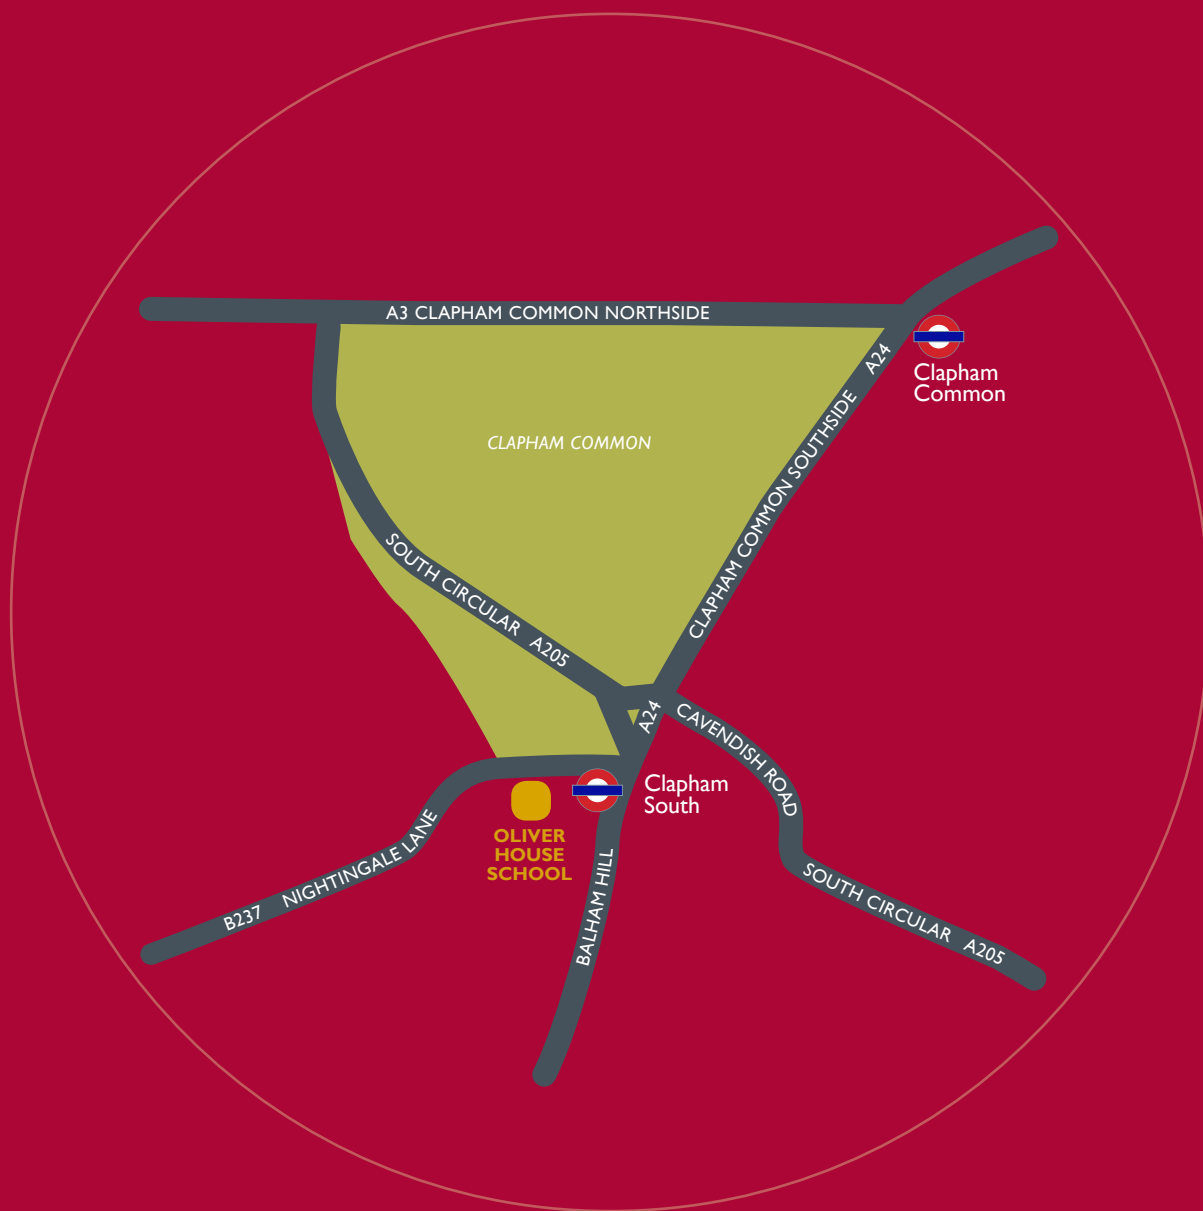 A3 CLAPHAM COMMON NORTHSIDE
A24
Clapham
Common
CLAPHAM COMMON SOUTHSIDE
CLAPHAM COMMON
SOUTH CIRCULAR A205
A24
CAVENDISH ROAD
Clapham
South
OLIVER
HOUSE
SCHOOL
B237 NIGHTINGALE LANE
BALHAM HILL
SOUTH CIRCULAR A205